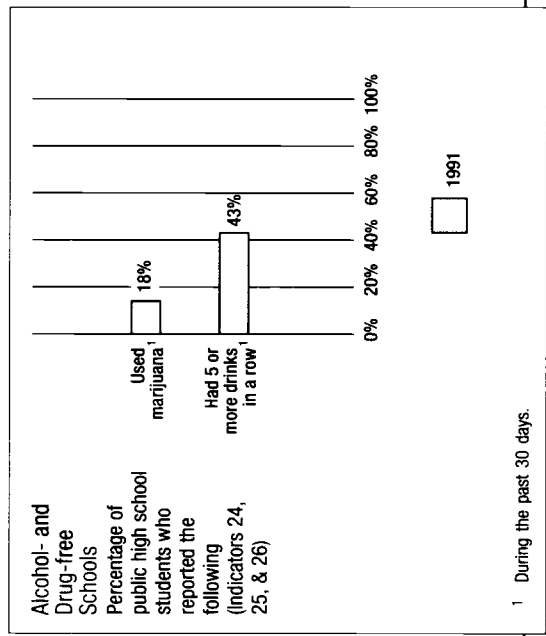 Alcohol- and
Drug-free
Schools
Percentage of
public high school
students who
reported the
following
(Indicators 24,
25, & 26)
Used
marijuana¹
18%
Had 5 or
more drinks
in a row¹
43%
0% 20% 40% 60% 80% 100%
1991
¹ During the past 30 days.